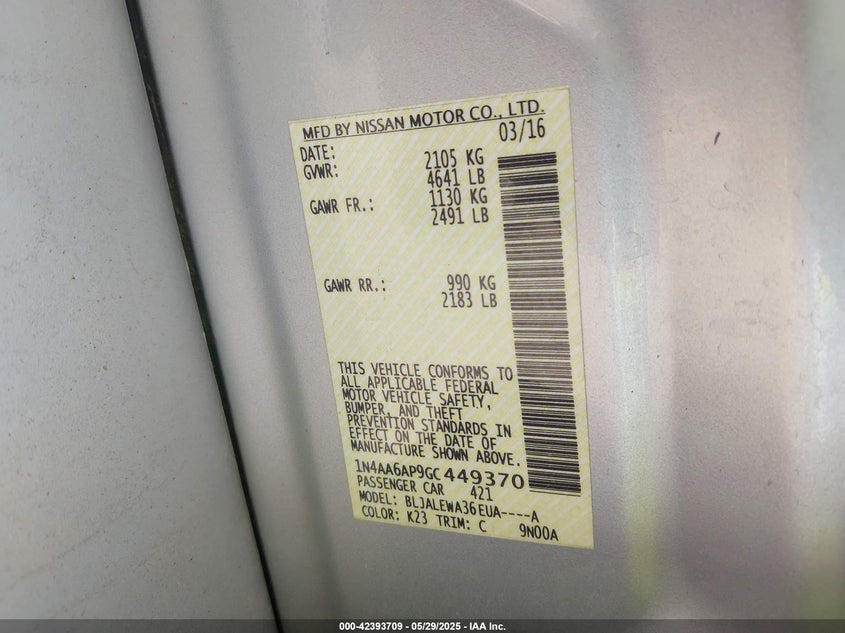 MFD BY NISSAN MOTOR CO., LTD.
DATE: 03/16
GVWR: 2105 KG
4641 LB
GAWR FR.: 1130 KG
2491 LB
GAWR RR.: 990 KG
2183 LB
THIS VEHICLE CONFORMS TO
ALL APPLICABLE FEDERAL
MOTOR VEHICLE SAFETY,
BUMPER, AND THEFT
PREVENTION STANDARDS IN
EFFECT ON THE DATE OF
MANUFACTURE SHOWN ABOVE.
1N4AA6AP9GC449370
PASSENGER CAR 421
MODEL: BLJALEWA36EUA----A
COLOR: K23 TRIM: C 9N00A
000-42393709 - 05/29/2025 - IAA Inc.